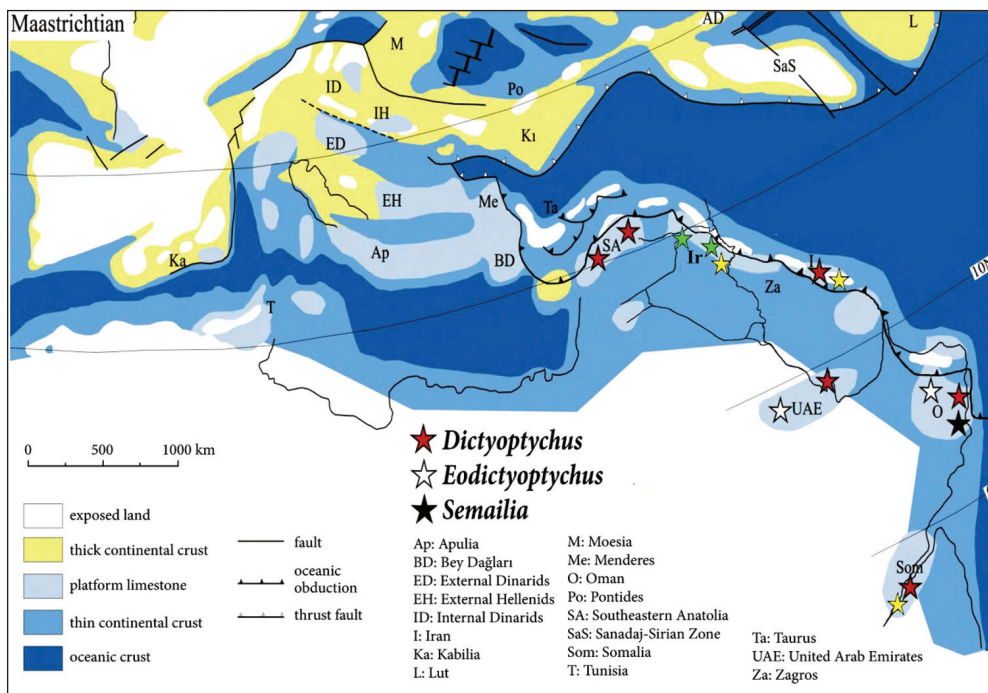 Maastrichtian
M
AD
L
SaS
ID
Po
IH
Kı
ED
EH
Me
Ta
Ap
BD
SA
Ir
I
Za
Ka
T
10N
UAE
O
Som
0 500 1000 km
exposed land
thick continental crust
platform limestone
thin continental crust
oceanic crust
fault
oceanic
obduction
thrust fault
Dictyoptychus
Eodictyoptychus
Semailia
Ap: Apulia
BD: Bey Dağları
ED: External Dinarids
EH: External Hellenids
ID: Internal Dinarids
I: Iran
Ka: Kabilia
L: Lut
M: Moesia
Me: Menderes
O: Oman
Po: Pontides
SA: Southeastern Anatolia
SaS: Sanadaj-Sirian Zone
Som: Somalia
T: Tunisia
Ta: Taurus
UAE: United Arab Emirates
Za: Zagros